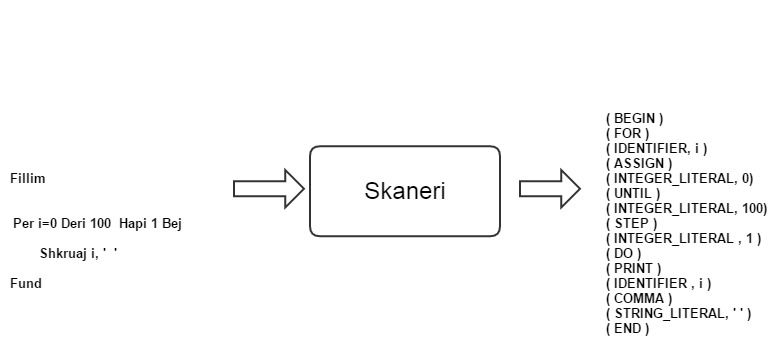 Fillim
Per i=0 Deri 100  Hapi 1 Bej
Shkruaj i, '  '
Fund
Skaneri
( BEGIN )
( FOR )
( IDENTIFIER, i )
( ASSIGN )
( INTEGER_LITERAL, 0)
( UNTIL )
( INTEGER_LITERAL, 100)
( STEP )
( INTEGER_LITERAL , 1 )
( DO )
( PRINT )
( IDENTIFIER , i )
( COMMA )
( STRING_LITERAL, ' ' )
( END )